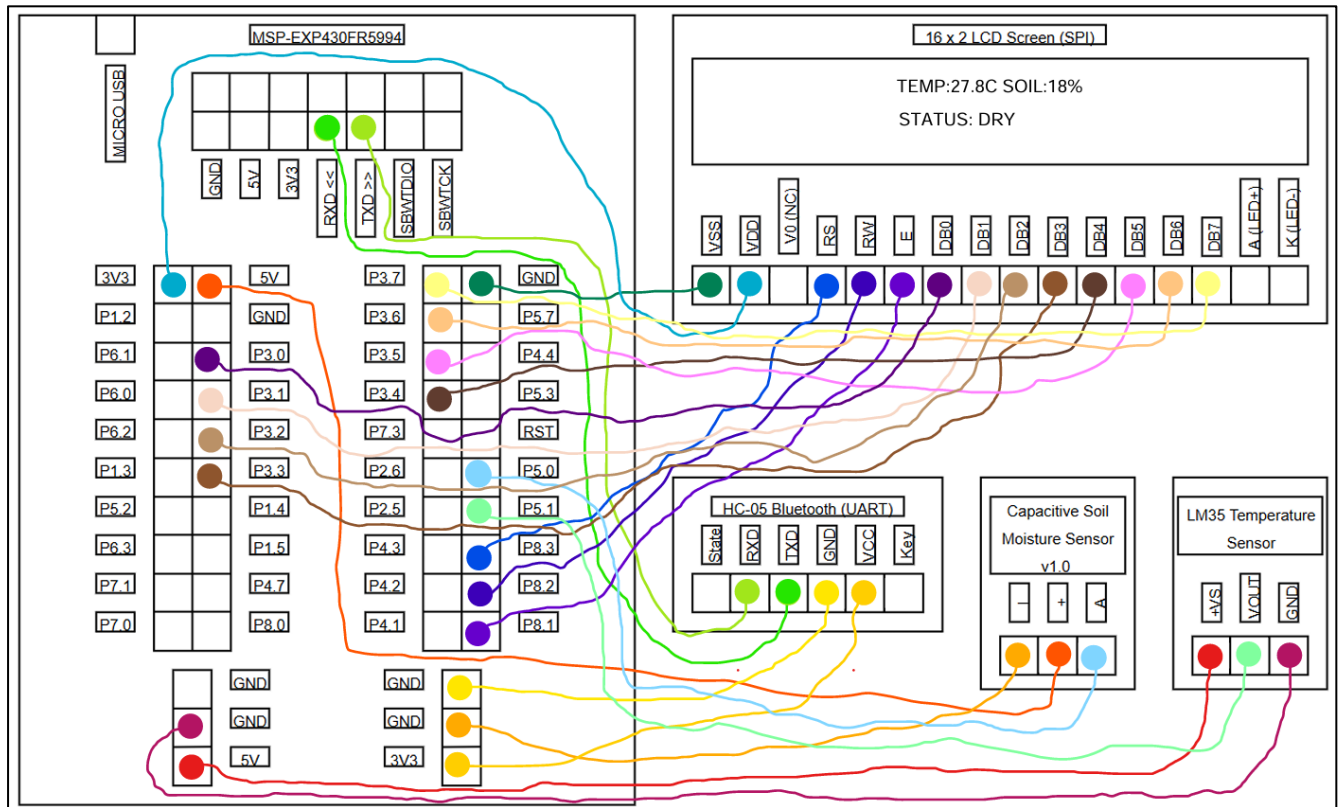 MSP-EXP430FR5994
MICRO USB
GND
5V
3V3
RXD <<
TXD >>
SBWTDIO
SBWTCK
16 x 2 LCD Screen (SPI)
TEMP:27.8C SOIL:18%
STATUS: DRY
VSS
VDD
V0 (NC)
RS
RW
E
DB0
DB1
DB2
DB3
DB4
DB5
DB6
DB7
A (LED+)
K (LED-)
3V3 5V P3.7 GND
P1.2 GND P3.6 P5.7
P6.1 P3.0 P3.5 P4.4
P6.0 P3.1 P3.4 P5.3
P6.2 P3.2 P7.3 RST
P1.3 P3.3 P2.6 P5.0
P5.2 P1.4 P2.5 P5.1
P6.3 P1.5 P4.3 P8.3
P7.1 P4.7 P4.2 P8.2
P7.0 P8.0 P4.1 P8.1
GND GND
GND GND
5V 3V3
HC-05 Bluetooth (UART)
State
RXD
TXD
GND
VCC
Key
Capacitive Soil
Moisture Sensor
v1.0
-
+
A
LM35 Temperature
Sensor
+VS
VOUT
GND